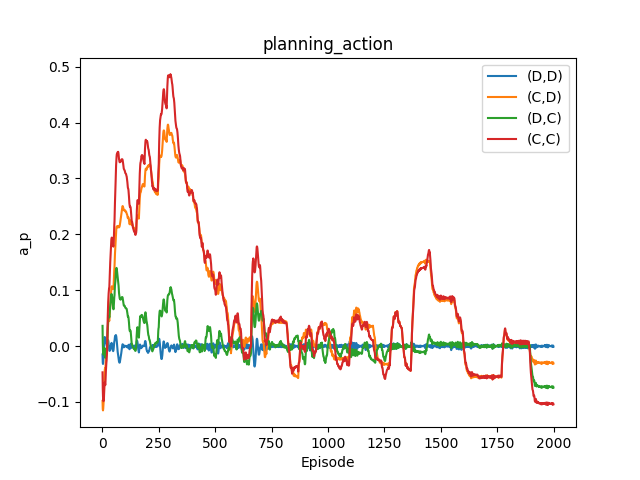 planning_action
(D,D)
(C,D)
(D,C)
(C,C)
a_p
0.5
0.4
0.3
0.2
0.1
0.0
−0.1
0 250 500 750 1000 1250 1500 1750 2000
Episode